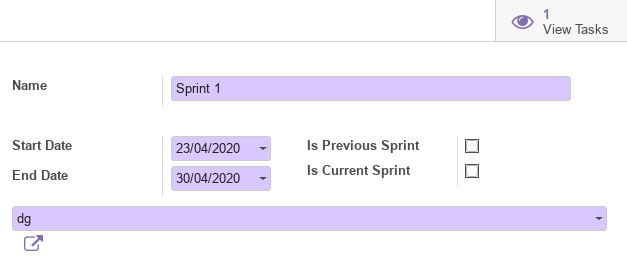 1
View Tasks
Name
Sprint 1
Start Date
23/04/2020
Is Previous Sprint
End Date
30/04/2020
Is Current Sprint
dg